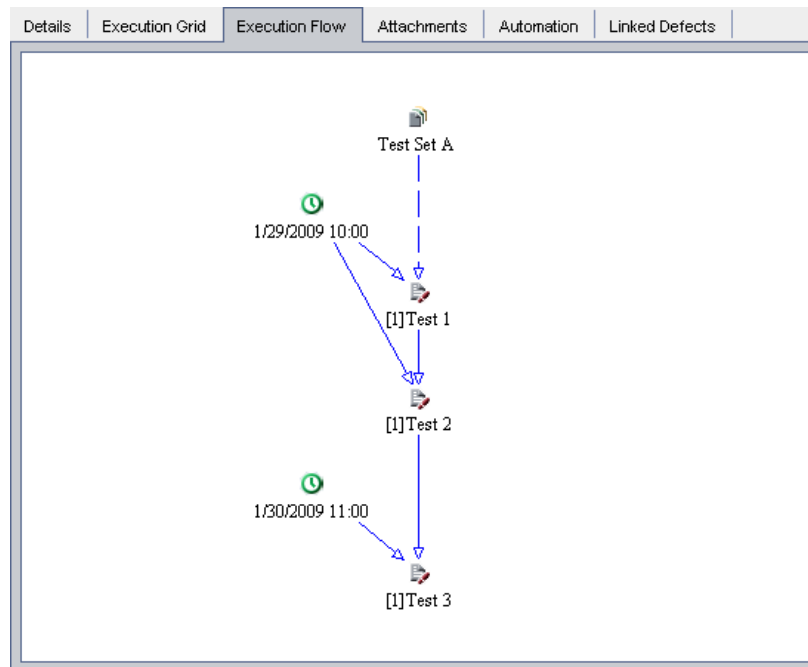 Details Execution Grid Execution Flow Attachments Automation Linked Defects
Test Set A
1/29/2009 10:00
[1]Test 1
[1]Test 2
1/30/2009 11:00
[1]Test 3